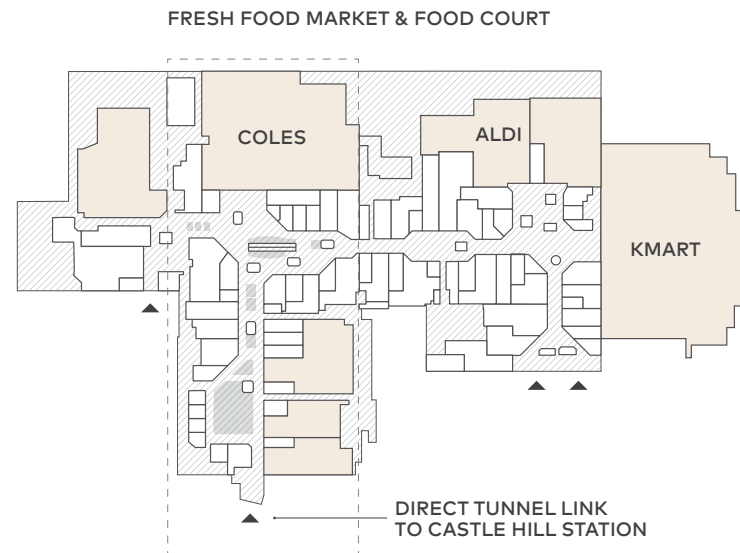 FRESH FOOD MARKET & FOOD COURT
COLES
ALDI
KMART
DIRECT TUNNEL LINK
TO CASTLE HILL STATION